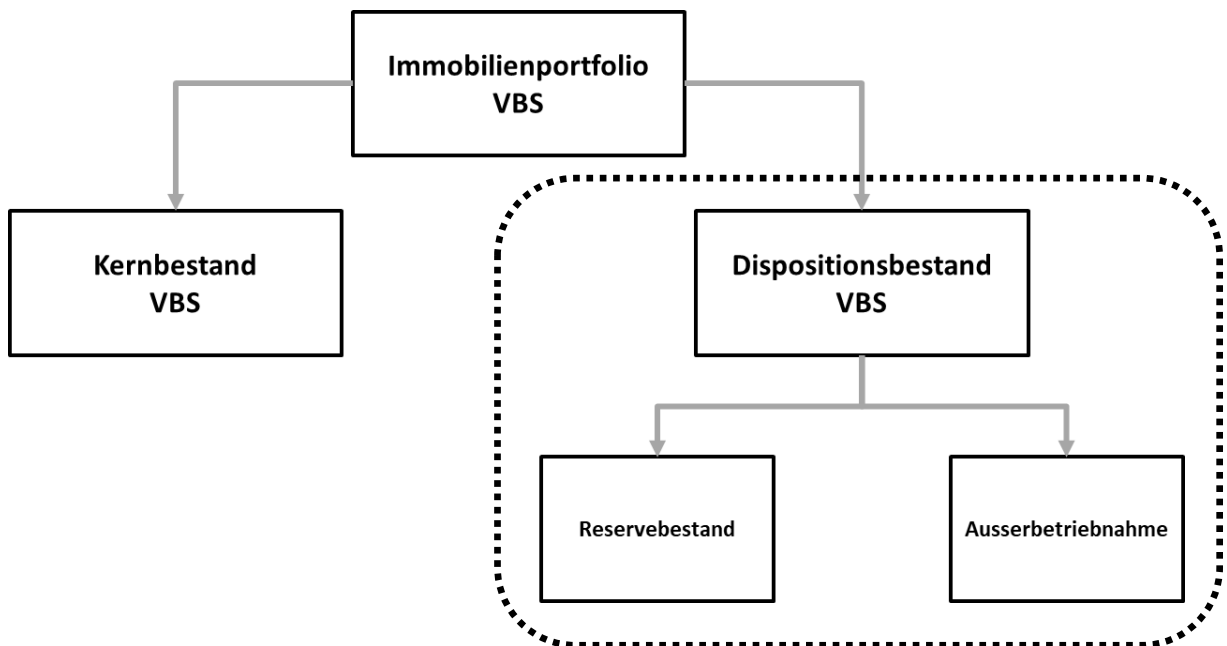 Immobilienportfolio
VBS
Kernbestand
VBS
Dispositionsbestand
VBS
Reservebestand
Ausserbetriebnahme